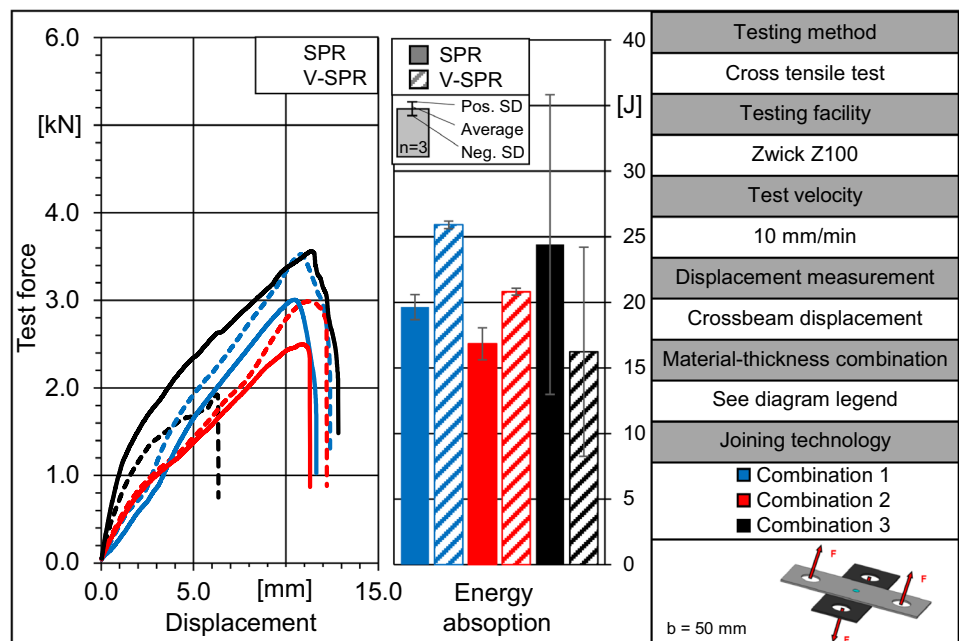 6.0
[kN]
4.0
3.0
2.0
1.0
0.0
Test force
0.0
5.0
[mm]
15.0
Displacement
SPR
V-SPR
SPR
V-SPR
Pos. SD
Average
Neg. SD
n=3
40
[J]
30
25
20
15
10
5
0
Energy
absoption
Testing method
Cross tensile test
Testing facility
Zwick Z100
Test velocity
10 mm/min
Displacement measurement
Crossbeam displacement
Material-thickness combination
See diagram legend
Joining technology
Combination 1
Combination 2
Combination 3
F
F
F
b = 50 mm